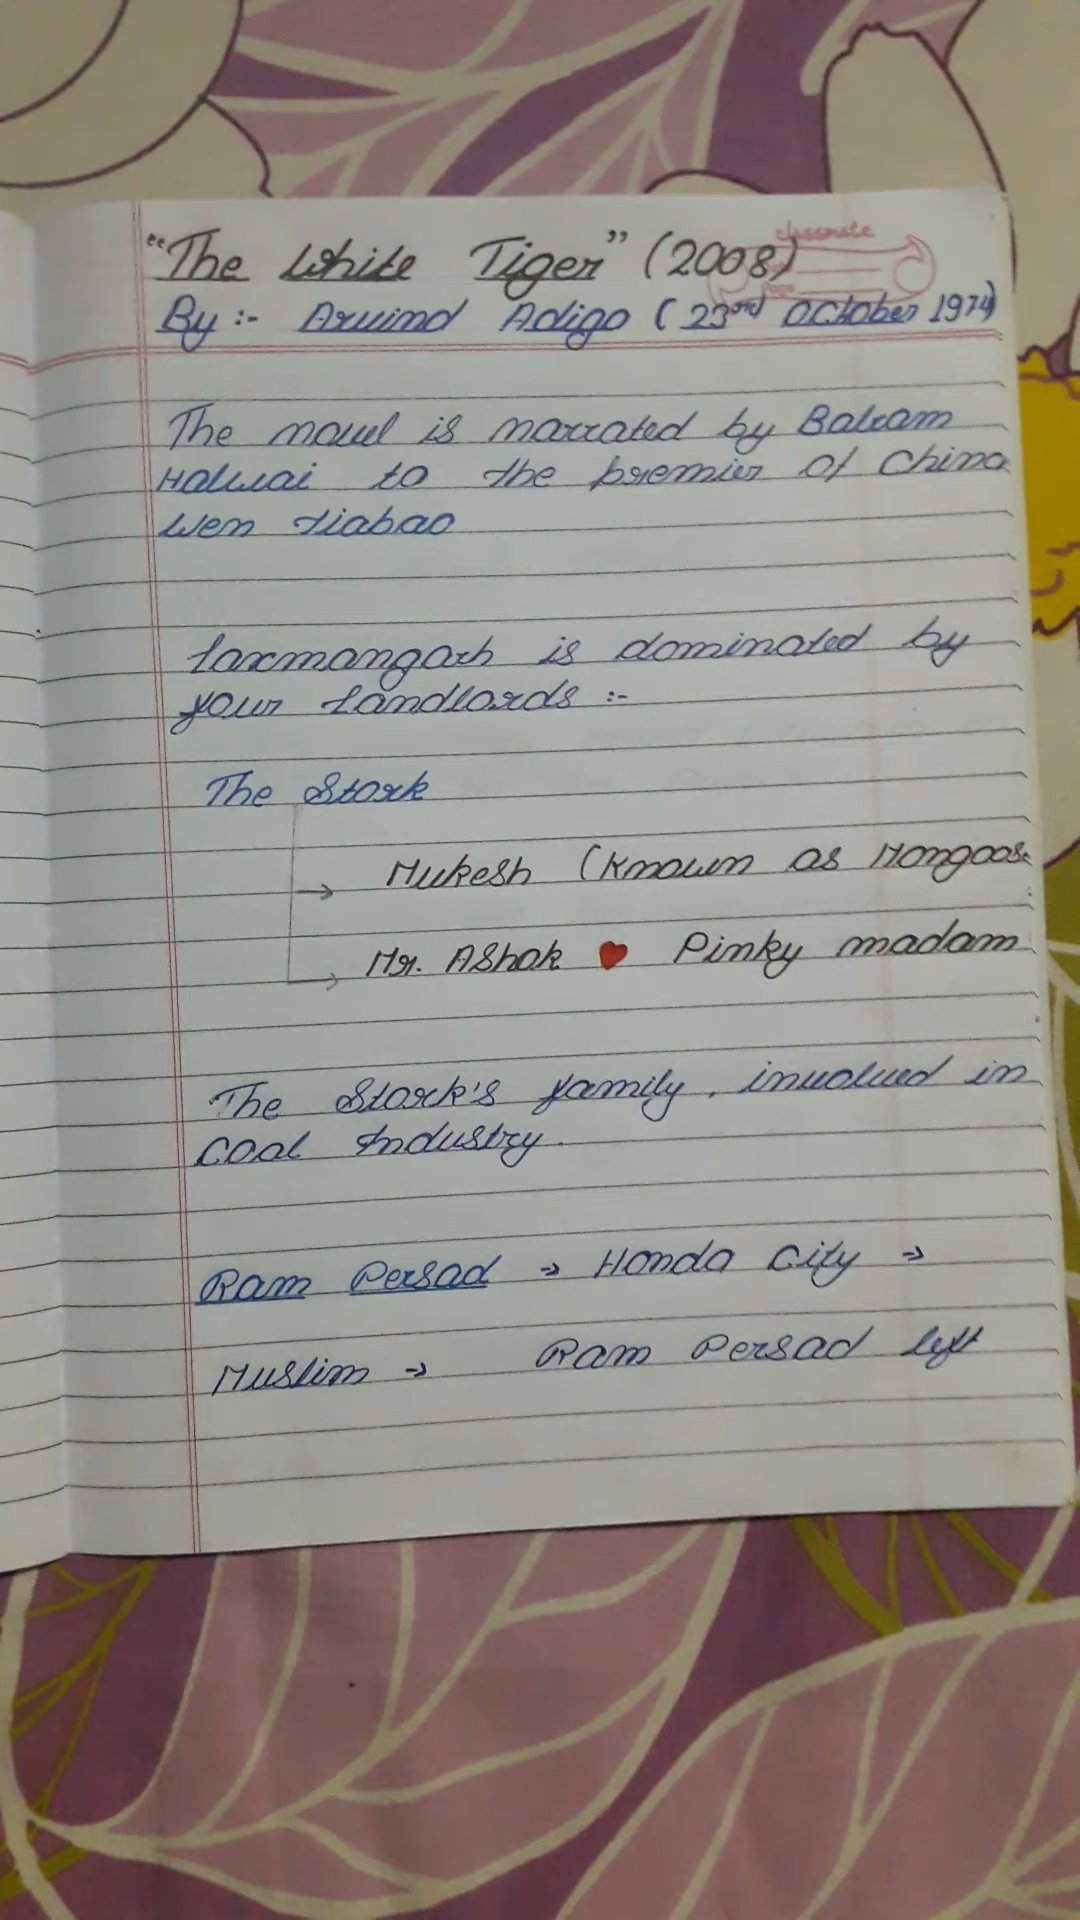 "The White Tiger" (2008)
classmate
By :- Arvind Adiga (23rd October 1974)
The novel is narrated by Balram
Halwai to the premier of China
Wen Jiabao
Laxmangarh is dominated by
four Landlords :-
The Stork
→ Mukesh (Known as Mongoose
→ Mr. Ashok ♥ Pinky madam
The Stork's family, involved in
coal Industry.
Ram Persad → Honda City →
Muslim → Ram Persad left